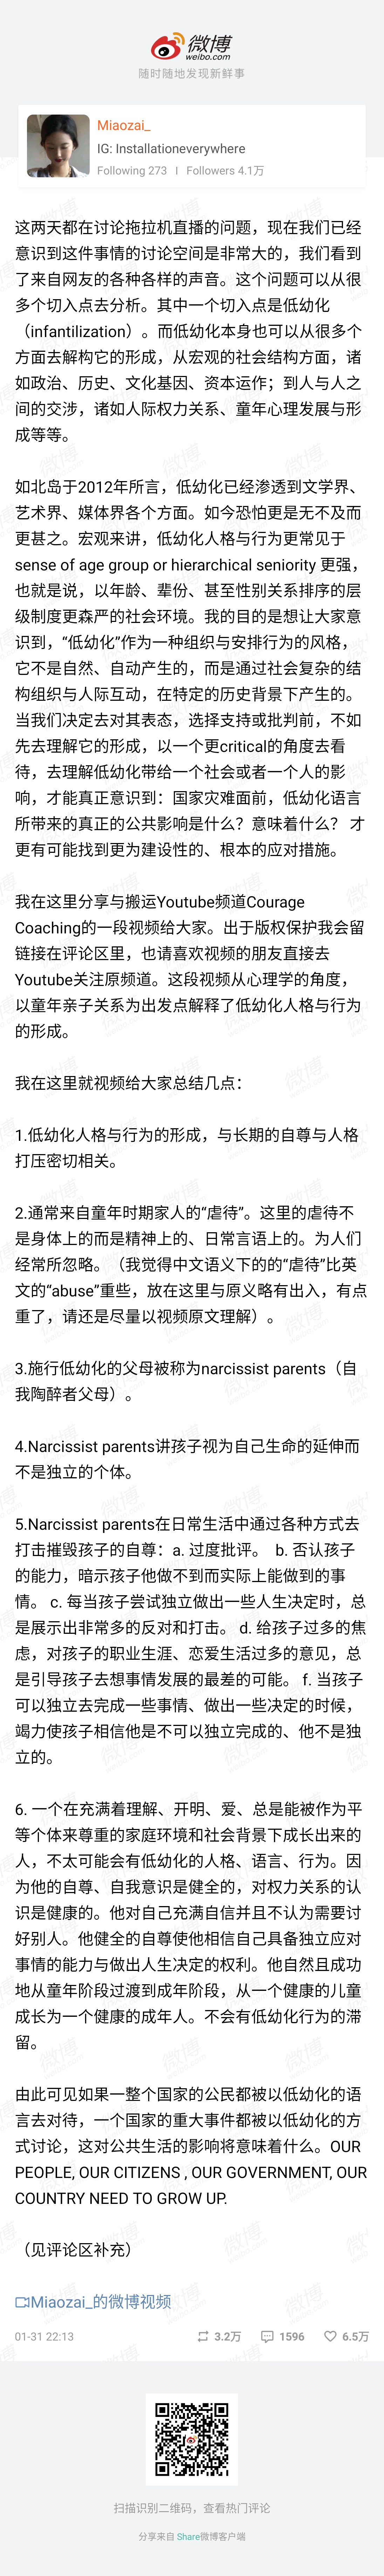 微博
weibo.com
随时随地发现新鲜事
Miaozai_
IG: Installationeverywhere
Following 273 | Followers 4.1万
这两天都在讨论拖拉机直播的问题，现在我们已经
意识到这件事情的讨论空间是非常大的，我们看到
了来自网友的各种各样的声音。这个问题可以从很
多个切入点去分析。其中一个切入点是低幼化
（infantilization）。而低幼化本身也可以从很多个
方面去解构它的形成，从宏观的社会结构方面，诸
如政治、历史、文化基因、资本运作；到人与人之
间的交涉，诸如人际权力关系、童年心理发展与形
成等等。
如北岛于2012年所言，低幼化已经渗透到文学界、
艺术界、媒体界各个方面。如今恐怕更是无不及而
更甚之。宏观来讲，低幼化人格与行为更常见于
sense of age group or hierarchical seniority 更强，
也就是说，以年龄、辈份、甚至性别关系排序的层
级制度更森严的社会环境。我的目的是想让大家意
识到，“低幼化”作为一种组织与安排行为的风格，
它不是自然、自动产生的，而是通过社会复杂的结
构组织与人际互动，在特定的历史背景下产生的。
当我们决定去对其表态，选择支持或批判前，不如
先去理解它的形成，以一个更critical的角度去看
待，去理解低幼化带给一个社会或者一个人的影
响，才能真正意识到：国家灾难面前，低幼化语言
所带来的真正的公共影响是什么？意味着什么？ 才
更有可能找到更为建设性的、根本的应对措施。
我在这里分享与搬运Youtube频道Courage
Coaching的一段视频给大家。出于版权保护我会留
链接在评论区里，也请喜欢视频的朋友直接去
Youtube关注原频道。这段视频从心理学的角度，
以童年亲子关系为出发点解释了低幼化人格与行为
的形成。
我在这里就视频给大家总结几点：
1.低幼化人格与行为的形成，与长期的自尊与人格
打压密切相关。
2.通常来自童年时期家人的“虐待”。这里的虐待不
是身体上的而是精神上的、日常言语上的。为人们
经常所忽略。（我觉得中文语义下的的“虐待”比英
文的“abuse”重些，放在这里与原义略有出入，有点
重了，请还是尽量以视频原文理解）。
3.施行低幼化的父母被称为narcissist parents（自
我陶醉者父母）。
4.Narcissist parents讲孩子视为自己生命的延伸而
不是独立的个体。
5.Narcissist parents在日常生活中通过各种方式去
打击摧毁孩子的自尊：a. 过度批评。 b. 否认孩子
的能力，暗示孩子他做不到而实际上能做到的事
情。 c. 每当孩子尝试独立做出一些人生决定时，总
是展示出非常多的反对和打击。 d. 给孩子过多的焦
虑，对孩子的职业生涯、恋爱生活过多的意见，总
是引导孩子去想事情发展的最差的可能。 f. 当孩子
可以独立去完成一些事情、做出一些决定的时候，
竭力使孩子相信他是不可以独立完成的、他不是独
立的。
6. 一个在充满着理解、开明、爱、总是能被作为平
等个体来尊重的家庭环境和社会背景下成长出来的
人，不太可能会有低幼化的人格、语言、行为。因
为他的自尊、自我意识是健全的，对权力关系的认
识是健康的。他对自己充满自信并且不认为需要讨
好别人。他健全的自尊使他相信自己具备独立应对
事情的能力与做出人生决定的权利。他自然且成功
地从童年阶段过渡到成年阶段，从一个健康的儿童
成长为一个健康的成年人。不会有低幼化行为的滞
留。
由此可见如果一整个国家的公民都被以低幼化的语
言去对待，一个国家的重大事件都被以低幼化的方
式讨论，这对公共生活的影响将意味着什么。OUR
PEOPLE, OUR CITIZENS , OUR GOVERNMENT, OUR
COUNTRY NEED TO GROW UP.
（见评论区补充）
Miaozai_的微博视频
01-31 22:13 3.2万 1596 6.5万
扫描识别二维码，查看热门评论
分享来自 Share微博客户端